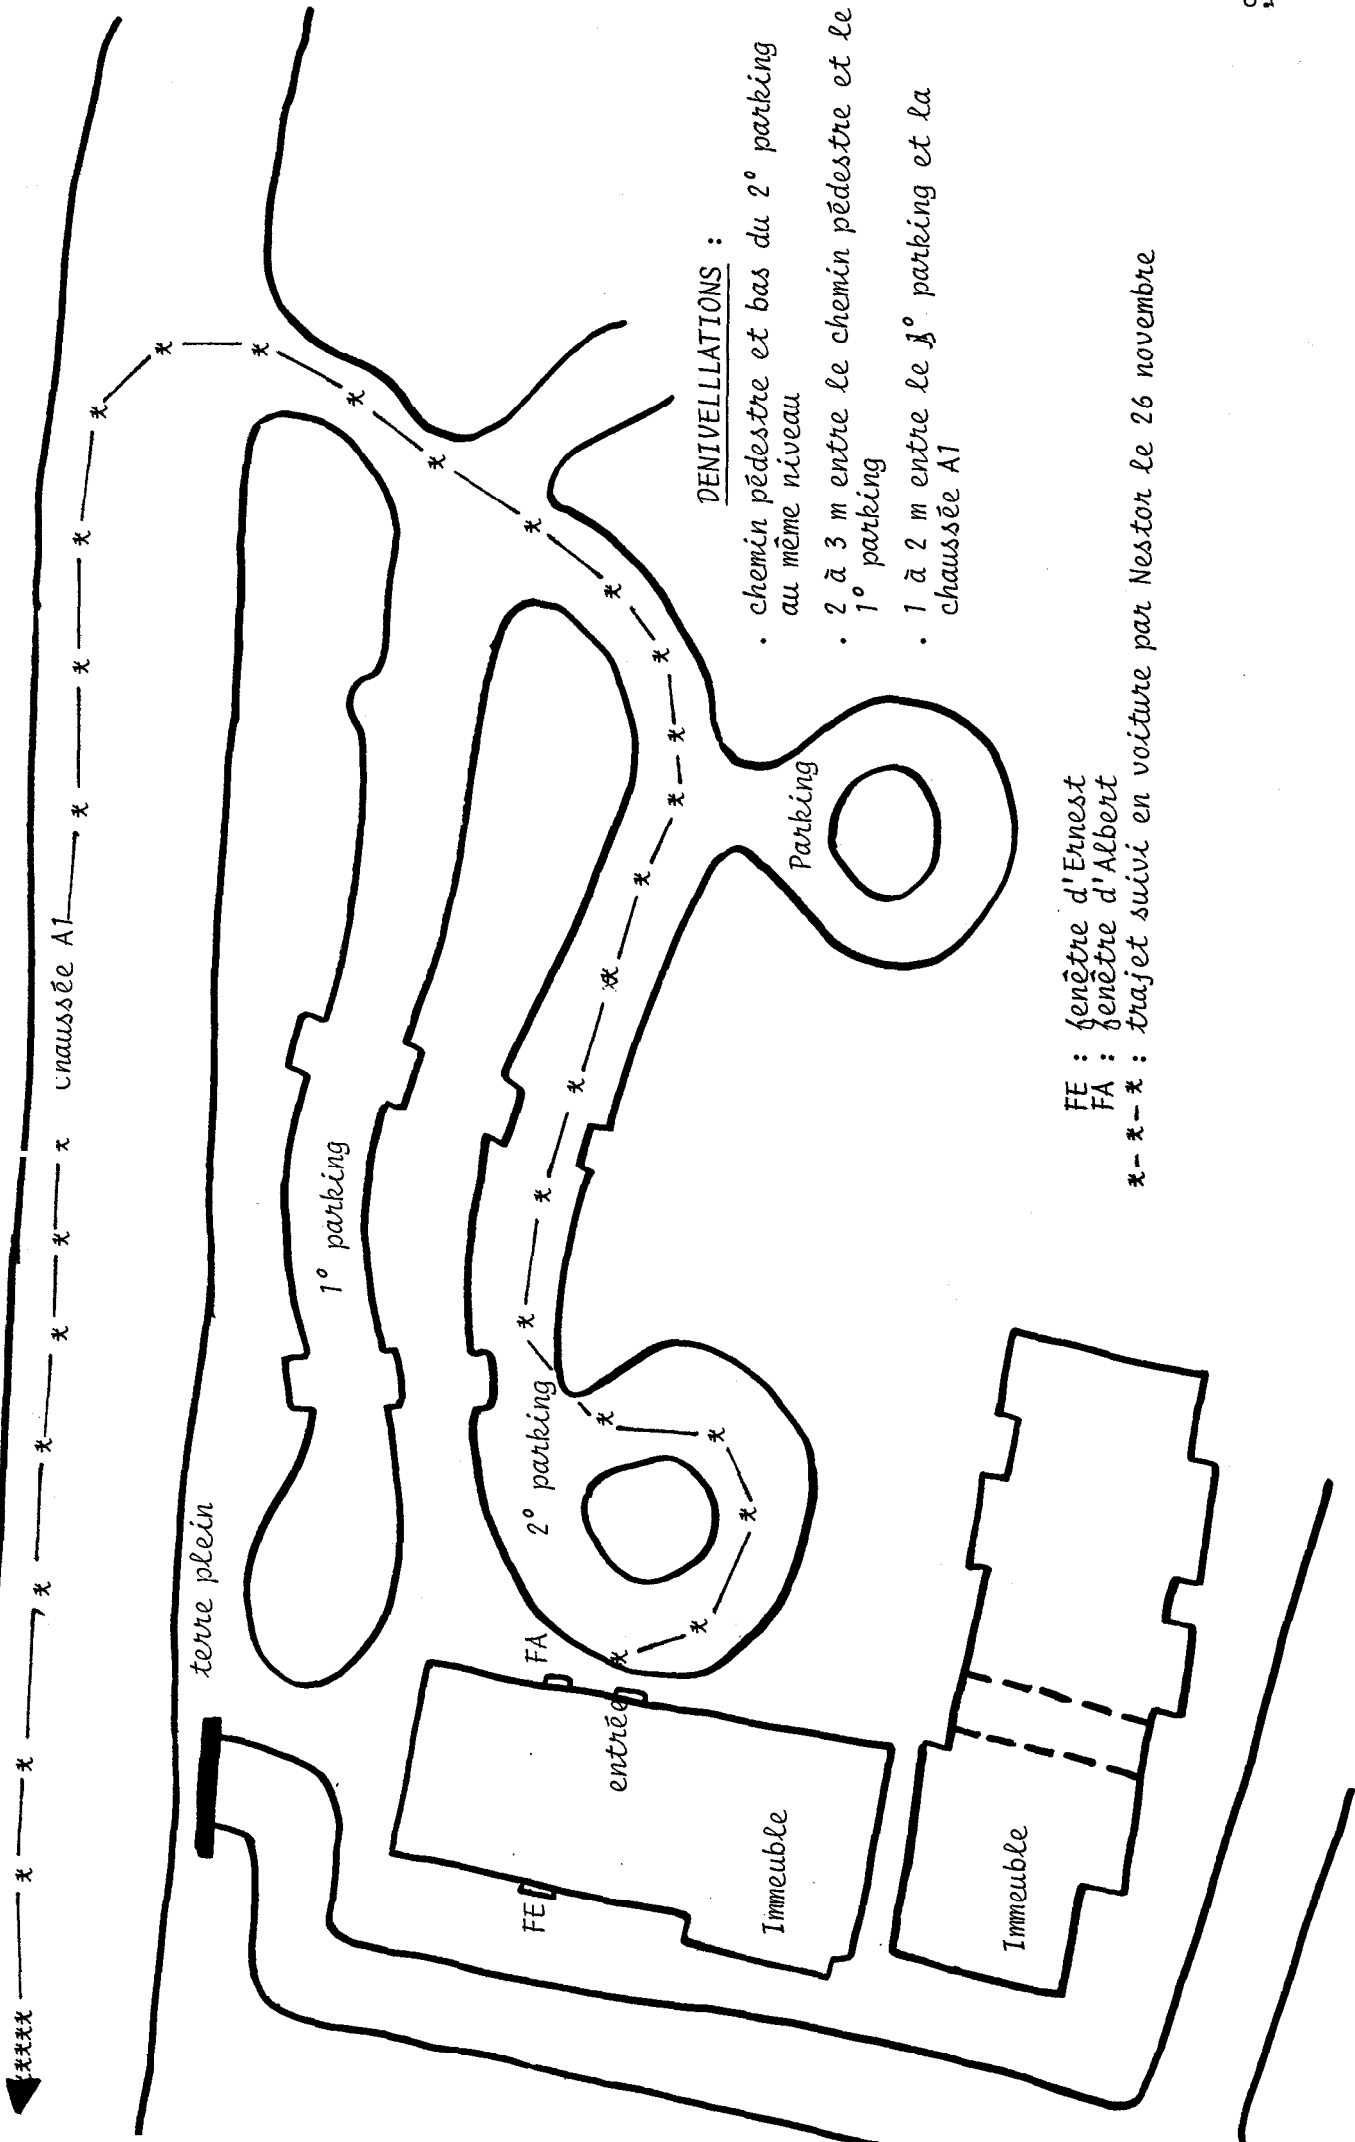 chaussée A1
terre plein
1° parking
2° parking
FA
entrée
FE
Immeuble
Immeuble
Parking
DENIVELLLATIONS :
. chemin pédestre et bas du 2° parking
au même niveau
. 2 à 3 m entre le chemin pédestre et le
1° parking
. 1 à 2 m entre le 1° parking et la
chaussée A1
FE : fenêtre d'Ernest
FA : fenêtre d'Albert
*-*-* : trajet suivi en voiture par Nestor le 26 novembre